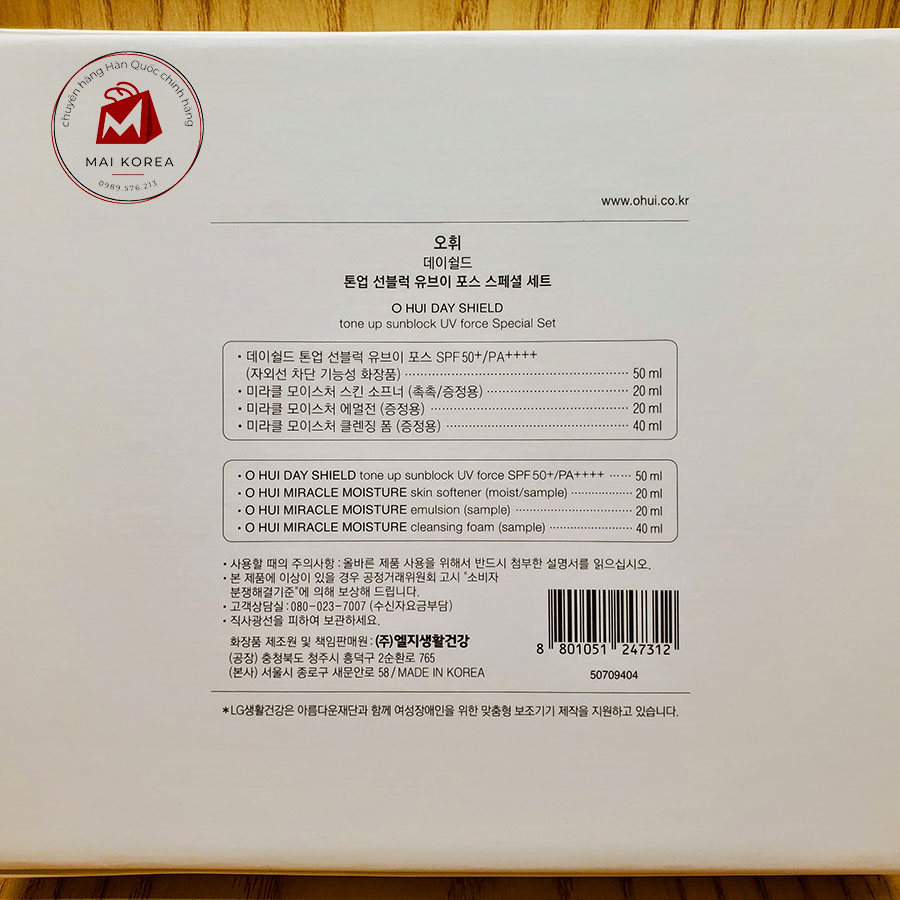 chuyên hàng Hàn Quốc chính hãng
MAI KOREA
0989.576.213
www.ohui.co.kr
오휘
데이쉴드
톤업 선블럭 유브이 포스 스페셜 세트
O HUI DAY SHIELD
tone up sunblock UV force Special Set
• 데이쉴드 톤업 선블럭 유브이 포스 SPF 50+/PA++++
(자외선 차단 기능성 화장품) 50 ml
• 미라클 모이스처 스킨 소프너 (촉촉/증정용) 20 ml
• 미라클 모이스처 에멀전 (증정용) 20 ml
• 미라클 모이스처 클렌징 폼 (증정용) 40 ml
• O HUI DAY SHIELD tone up sunblock UV force SPF 50+/PA++++ 50 ml
• O HUI MIRACLE MOISTURE skin softener (moist/sample) 20 ml
• O HUI MIRACLE MOISTURE emulsion (sample) 20 ml
• O HUI MIRACLE MOISTURE cleansing foam (sample) 40 ml
• 사용할 때의 주의사항 : 올바른 제품 사용을 위해서 반드시 첨부한 설명서를 읽으십시오.
• 본 제품에 이상이 있을 경우 공정거래위원회 고시 "소비자
분쟁해결기준"에 의해 보상해 드립니다.
• 고객상담실 : 080-023-7007 (수신자요금부담)
• 직사광선을 피하여 보관하세요.
화장품 제조원 및 책임판매원 : (주)엘지생활건강
(공장) 충청북도 청주시 흥덕구 2순환로 765
(본사) 서울시 종로구 새문안로 58 / MADE IN KOREA
8 801051 247312
50709404
*LG생활건강은 아름다운재단과 함께 여성장애인을 위한 맞춤형 보조기기 제작을 지원하고 있습니다.